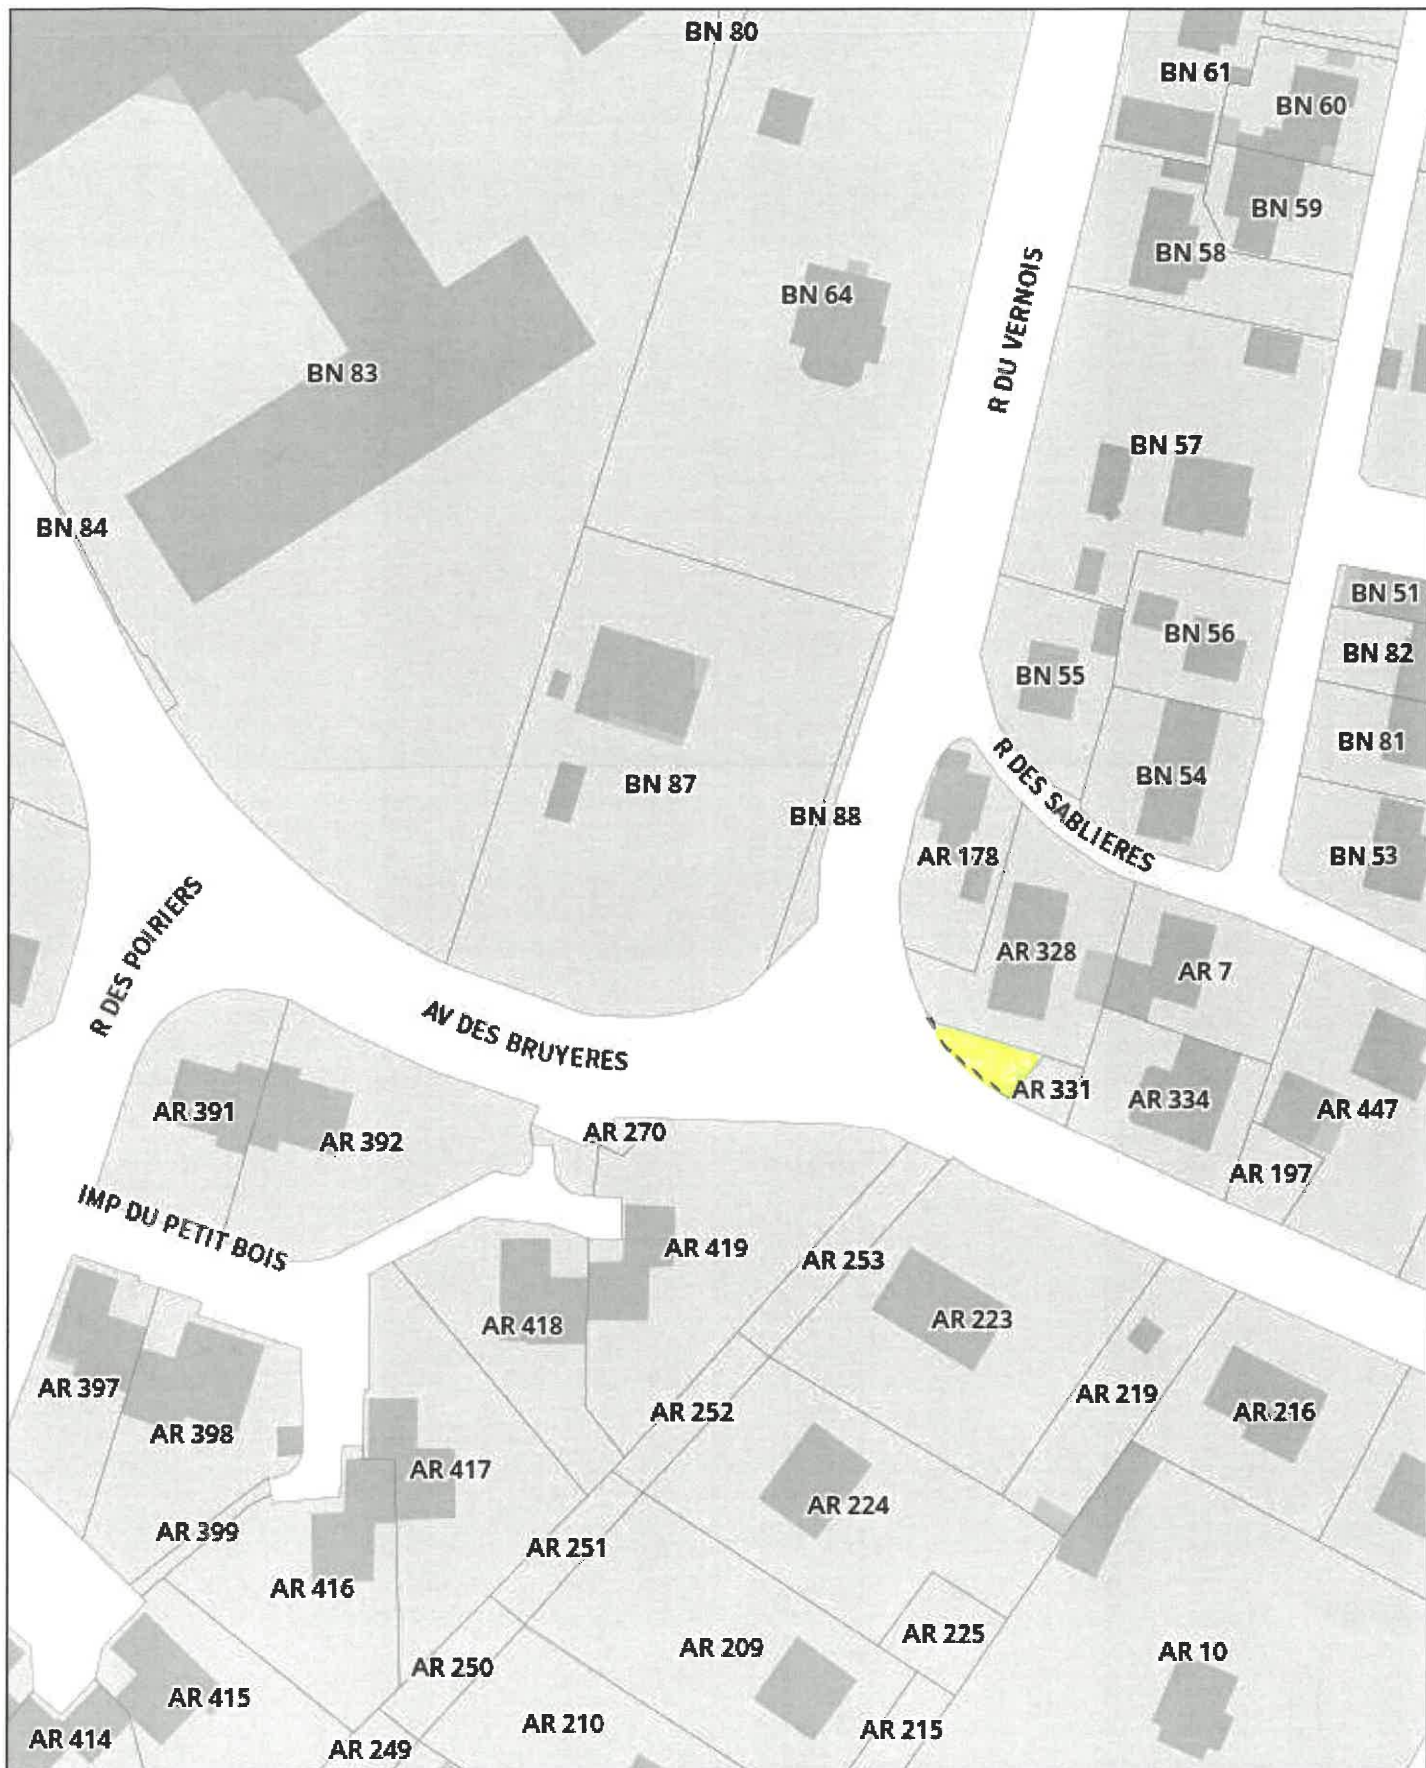 BN 80
BN 61
BN 60
BN 59
BN 58
BN 64
R DU VERNOIS
BN 83
BN 57
BN 84
BN 51
BN 56
BN 82
BN 55
BN 81
R DES SABLIERES
BN 54
BN 87
BN 88
AR 178
BN 53
R DES POIRIERS
AR 328
AR 7
AV DES BRUYERES
AR 331
AR 334
AR 447
AR 391
AR 392
AR 270
AR 197
IMP DU PETIT BOIS
AR 419
AR 253
AR 418
AR 223
AR 397
AR 219
AR 252
AR 216
AR 398
AR 417
AR 224
AR 399
AR 251
AR 416
AR 225
AR 209
AR 10
AR 250
AR 415
AR 210
AR 215
AR 414
AR 249